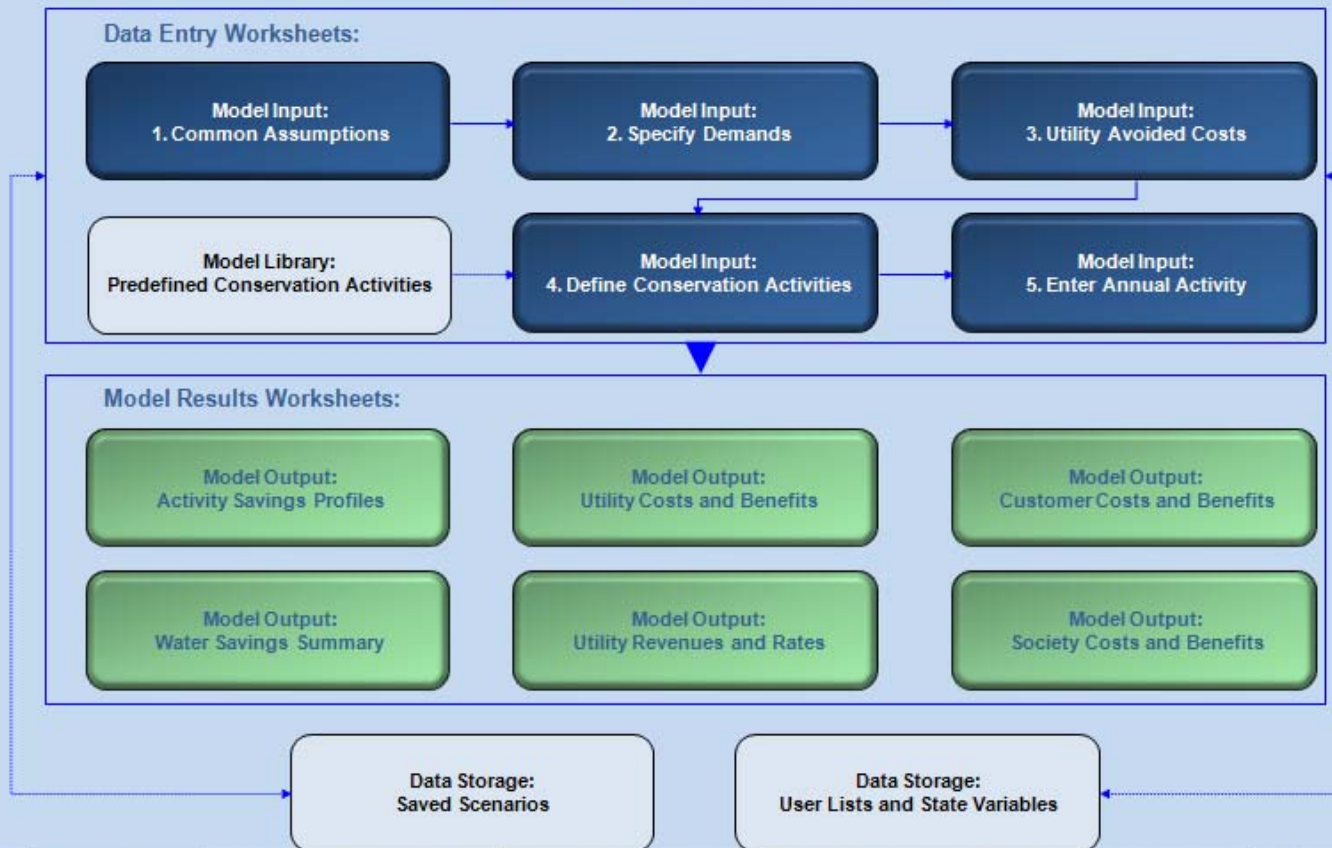 Data Entry Worksheets:
Model Input:
1. Common Assumptions
Model Input:
2. Specify Demands
Model Input:
3. Utility Avoided Costs
Model Library:
Predefined Conservation Activities
Model Input:
4. Define Conservation Activities
Model Input:
5. Enter Annual Activity
Model Results Worksheets:
Model Output:
Activity Savings Profiles
Model Output:
Utility Costs and Benefits
Model Output:
Customer Costs and Benefits
Model Output:
Water Savings Summary
Model Output:
Utility Revenues and Rates
Model Output:
Society Costs and Benefits
Data Storage:
Saved Scenarios
Data Storage:
User Lists and State Variables